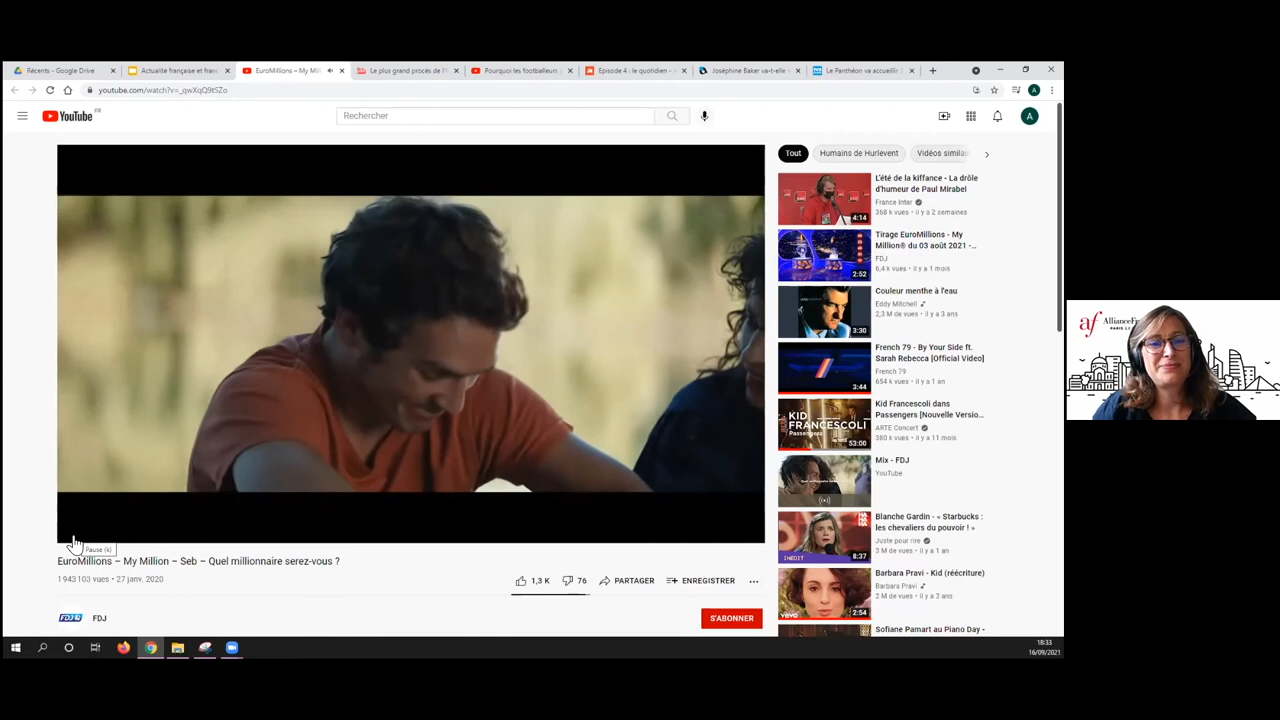 Récents - Google Drive
Actualité française et fran
EuroMillions – My Mil
Le plus grand procès de l'
Pourquoi les footballeurs
Episode 4 : le quotidien - A
Joséphine Baker va-t-elle e
Le Panthéon va accueillir
youtube.com/watch?v=_qwXqQ9tSZo
YouTube FR
Rechercher
A
Pause (k)
EuroMillions – My Million – Seb – Quel millionnaire serez-vous ?
1 943 103 vues • 27 janv. 2020
1,3 K
76
PARTAGER
ENREGISTRER
FDJ
FDJ
S'ABONNER
Tout
Humains de Hurlevent
Vidéos similai
L'été de la kiffance - La drôle
d'humeur de Paul Mirabel
France Inter
368 k vues • il y a 2 semaines
4:14
Tirage EuroMillions - My
Million® du 03 août 2021 -...
FDJ
6,4 k vues • il y a 1 mois
2:52
Couleur menthe à l'eau
Eddy Mitchell
2,3 M de vues • il y a 3 ans
3:30
French 79 - By Your Side ft.
Sarah Rebecca [Official Video]
French 79
654 k vues • il y a 1 an
3:44
Kid Francescoli dans
Passengers [Nouvelle Versio...
ARTE Concert
380 k vues • il y a 11 mois
KID
FRANCESCOLI
Passengers
53:00
Mix - FDJ
YouTube
Blanche Gardin - « Starbucks :
les chevaliers du pouvoir ! »
Juste pour rire
3 M de vues • il y a 1 an
INÉDIT
8:37
Barbara Pravi - Kid (réécriture)
Barbara Pravi
2 M de vues • il y a 3 ans
vevo
2:54
Sofiane Pamart au Piano Day -
18:33
16/09/2021
af AllianceFr
PARIS